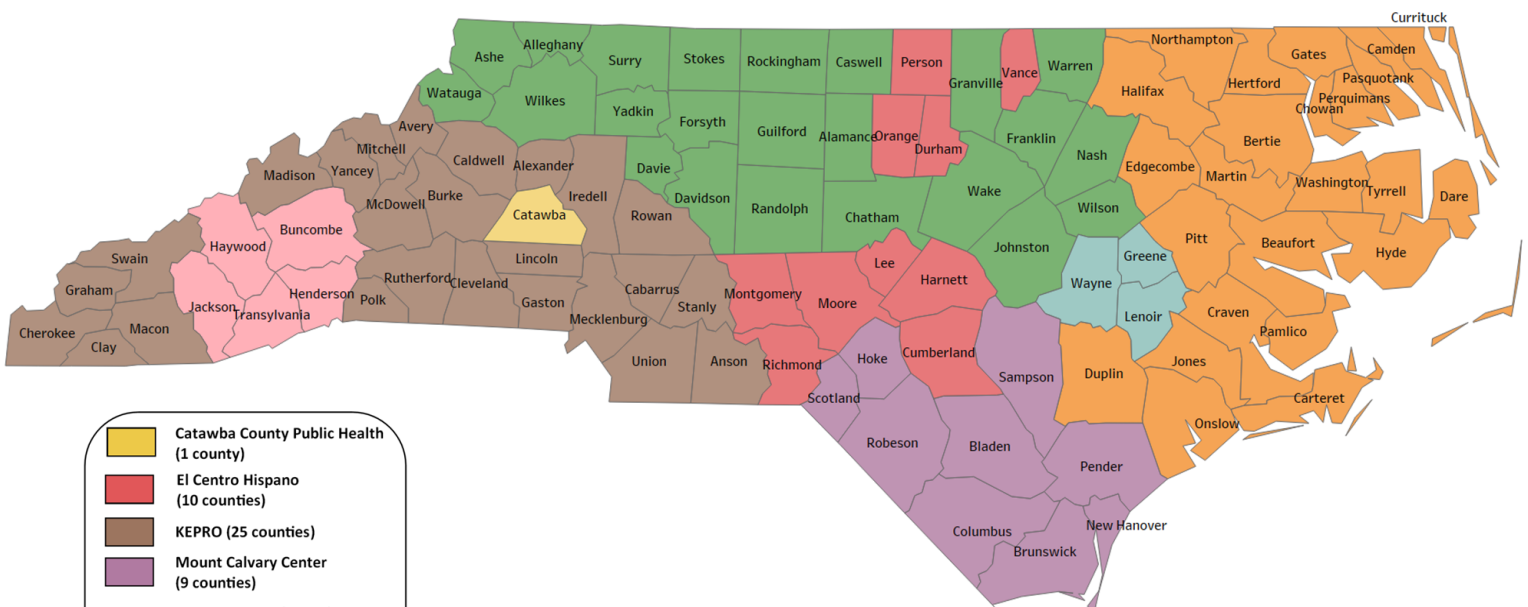 Currituck
Northampton
Alleghany
Gates
Camden
Ashe
Surry
Stokes
Rockingham
Caswell
Person
Granville
Vance
Warren
Hertford
Pasquotank
Watauga
Wilkes
Halifax
Perquimans
Chowan
Yadkin
Forsyth
Guilford
Alamance
Orange
Durham
Franklin
Nash
Bertie
Avery
Mitchell
Caldwell
Alexander
Davie
Edgecombe
Martin
Washington
Tyrrell
Dare
Madison
Yancey
McDowell
Burke
Iredell
Davidson
Wake
Catawba
Rowan
Randolph
Chatham
Wilson
Haywood
Buncombe
Johnston
Pitt
Beaufort
Hyde
Swain
Lincoln
Lee
Harnett
Greene
Graham
Jackson
Henderson
Transylvania
Polk
Rutherford
Cleveland
Gaston
Cabarrus
Stanly
Montgomery
Moore
Wayne
Lenoir
Craven
Pamlico
Cherokee
Macon
Clay
Mecklenburg
Union
Anson
Richmond
Hoke
Cumberland
Sampson
Duplin
Jones
Scotland
Carteret
Onslow
Robeson
Bladen
Pender
Columbus
New Hanover
Brunswick
Catawba County Public Health
(1 county)
El Centro Hispano
(10 counties)
KEPRO (25 counties)
Mount Calvary Center
(9 counties)